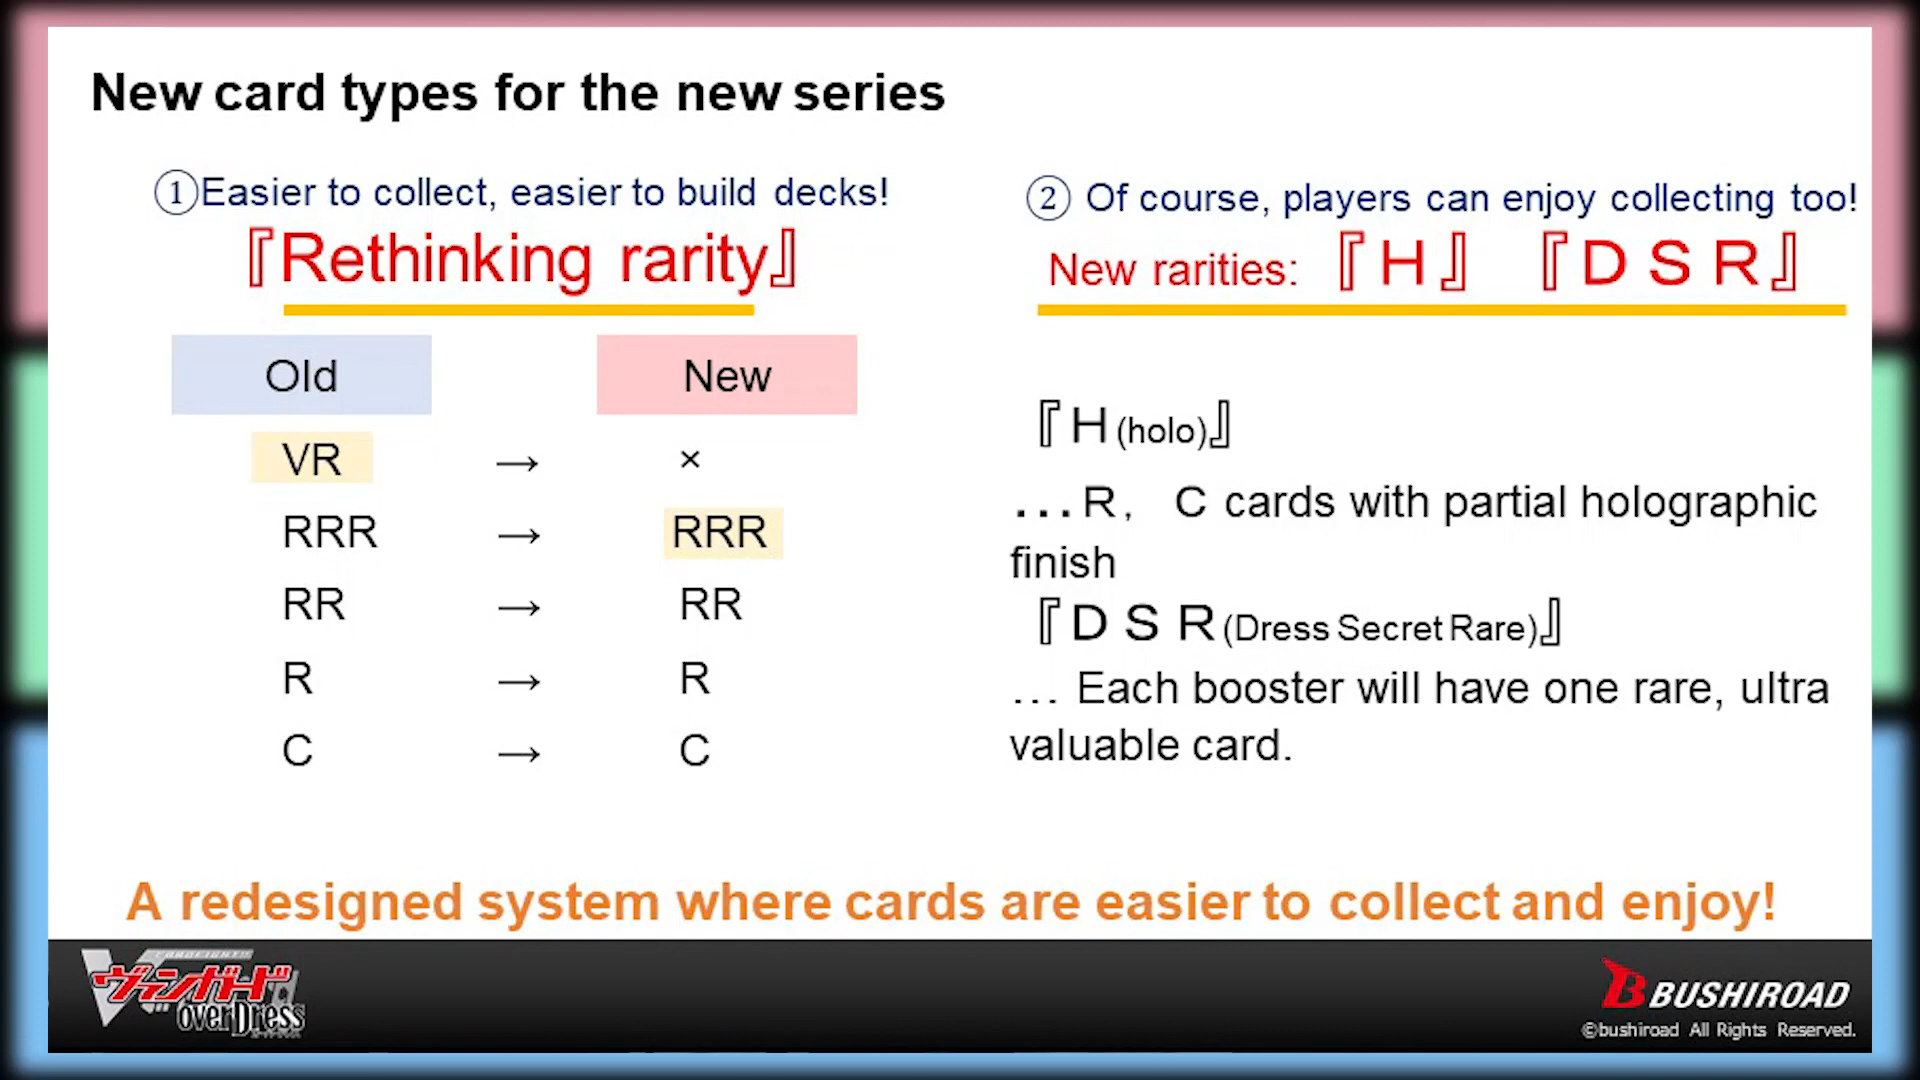 New card types for the new series
①Easier to collect, easier to build decks!
『Rethinking rarity』
Old New
VR → ×
RRR → RRR
RR → RR
R → R
C → C
② Of course, players can enjoy collecting too!
New rarities: 『H』 『DSR』
『H(holo)』
…R, C cards with partial holographic
finish
『DSR(Dress Secret Rare)』
… Each booster will have one rare, ultra
valuable card.
A redesigned system where cards are easier to collect and enjoy!
ヴァンガード
overDress
BUSHIROAD
©bushiroad All Rights Reserved.